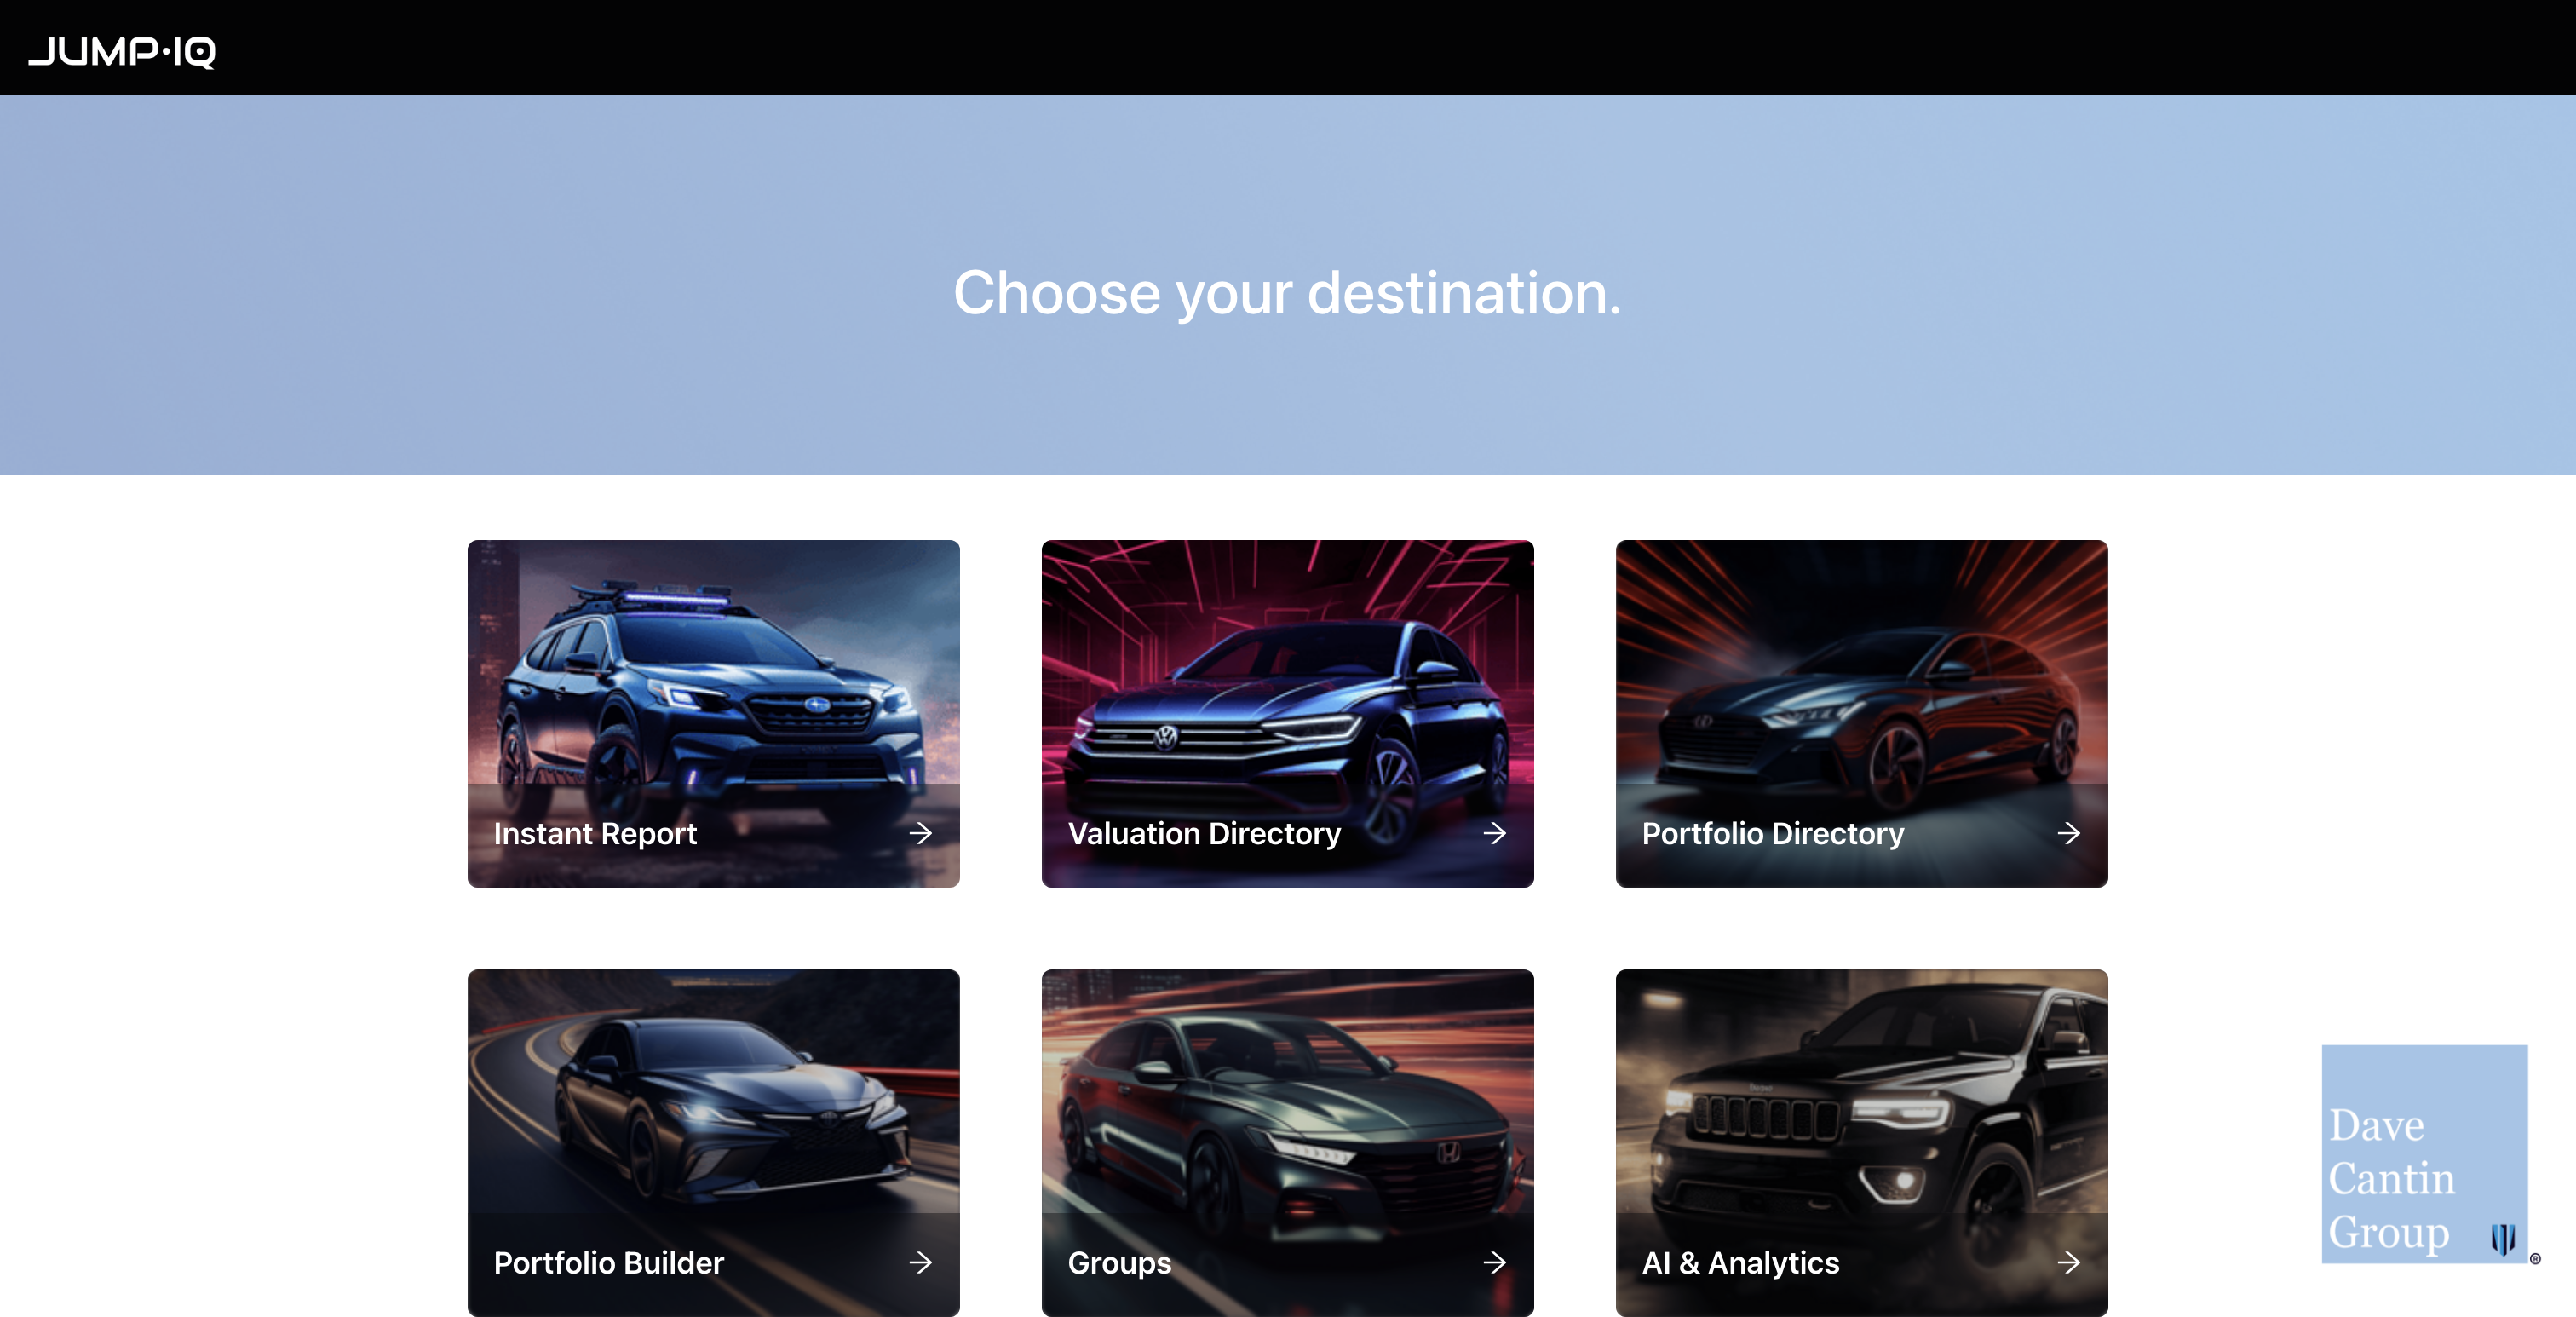 JUMP·IQ
Choose your destination.
Instant Report
Valuation Directory
Portfolio Directory
Portfolio Builder
Groups
AI & Analytics
Dave
Cantin
Group
®